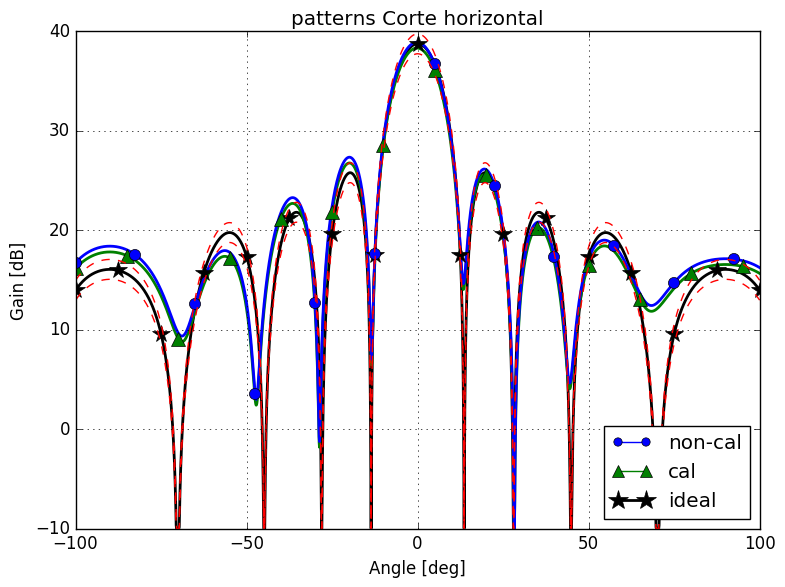 patterns Corte horizontal
40
30
20
10
0
−10
Gain [dB]
−100
−50
0
50
100
Angle [deg]
non-cal
cal
ideal